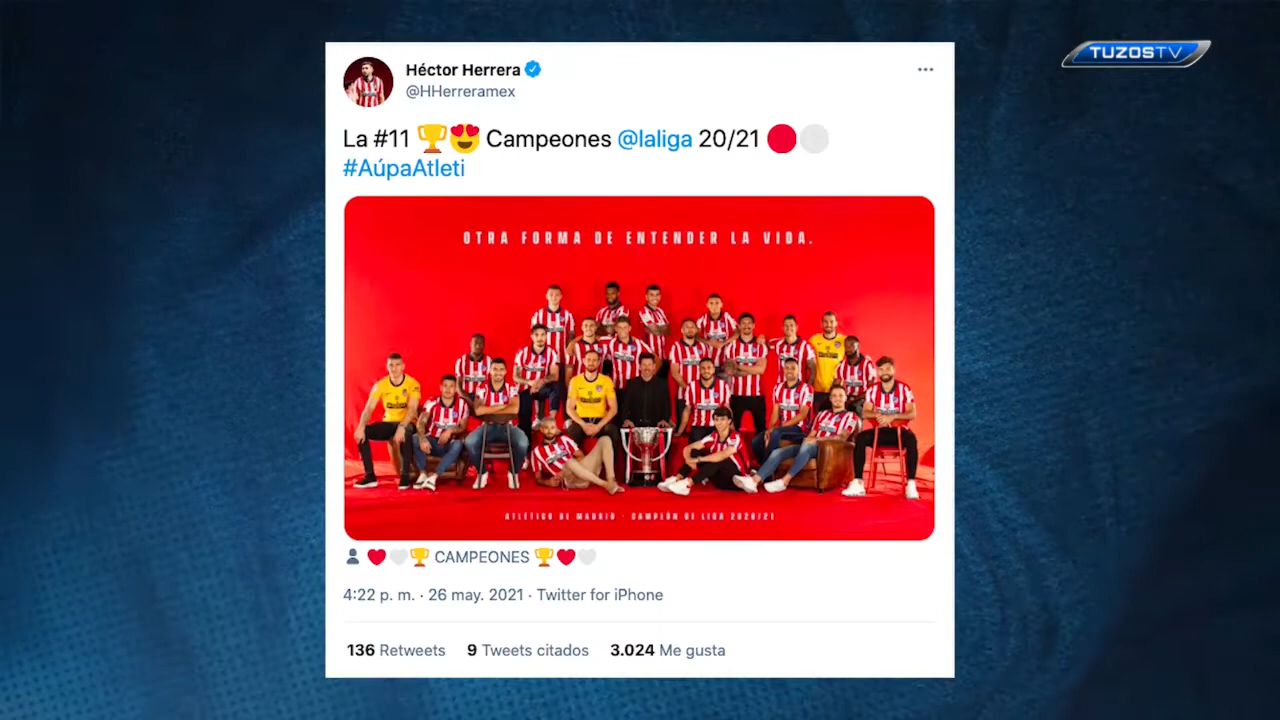 TUZOSTV
Héctor Herrera
@HHerreramex
La #11 🏆😍 Campeones @laliga 20/21 🔴⚪
#AúpaAtleti
OTRA FORMA DE ENTENDER LA VIDA.
ATLÉTICO DE MADRID · CAMPEÓN DE LIGA 2020/21
❤️🤍🏆 CAMPEONES 🏆❤️🤍
4:22 p. m. · 26 may. 2021 · Twitter for iPhone
136 Retweets 9 Tweets citados 3.024 Me gusta